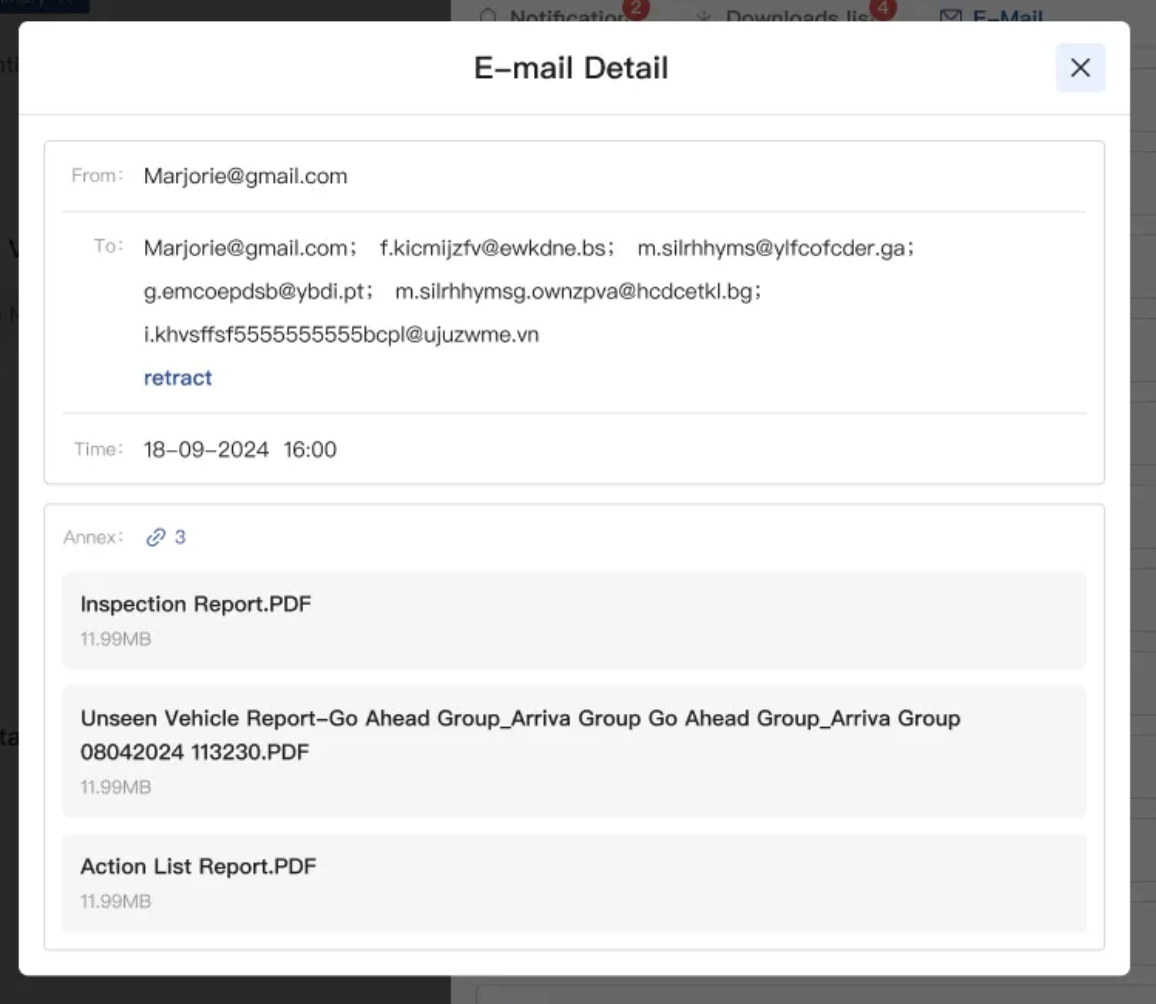 Notification 2 Downloads lis 4 E-Mail
E-mail Detail
From: Marjorie@gmail.com
To: Marjorie@gmail.com; f.kicmijzfv@ewkdne.bs; m.silrhhyms@ylfcofcder.ga;
g.emcoepdsb@ybdi.pt; m.silrhhymsg.ownzpva@hcdcetkl.bg;
i.khvsffsf5555555555bcpl@ujuzwme.vn
retract
Time: 18-09-2024 16:00
Annex: 3
Inspection Report.PDF
11.99MB
Unseen Vehicle Report-Go Ahead Group_Arriva Group Go Ahead Group_Arriva Group
08042024 113230.PDF
11.99MB
Action List Report.PDF
11.99MB